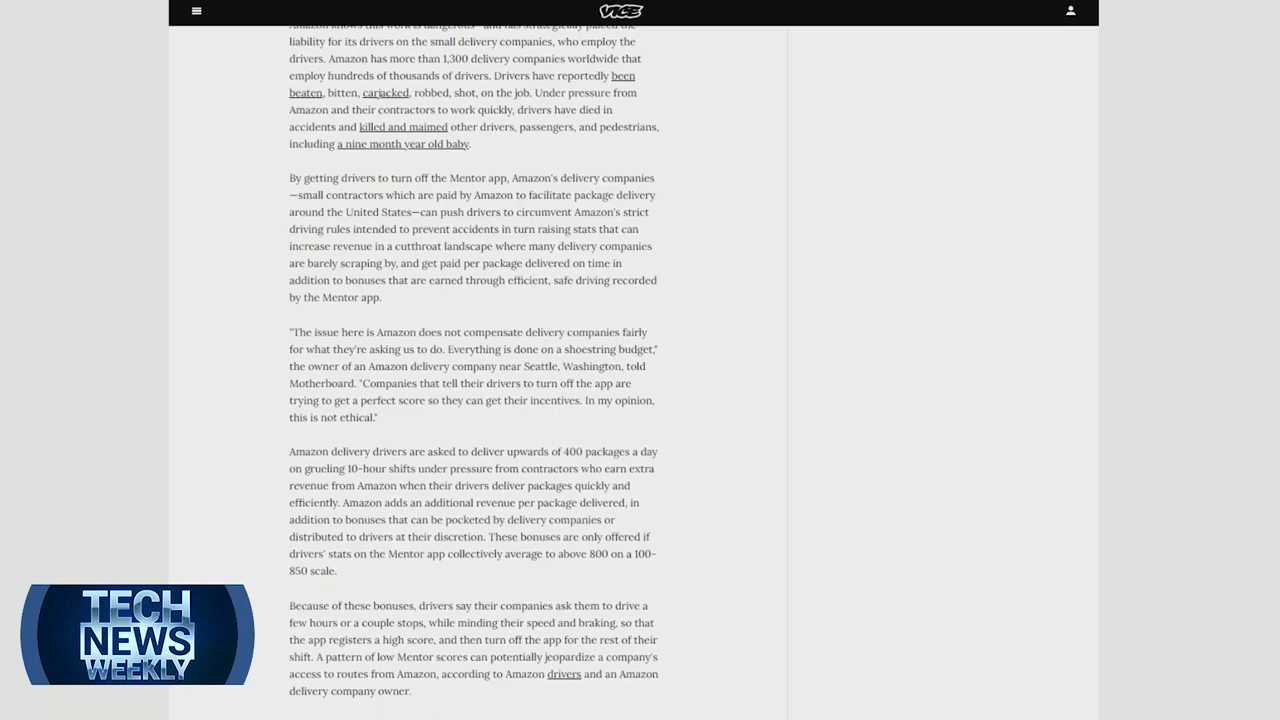 VICE
Amazon knows this work is dangerous—and has strategically placed the
liability for its drivers on the small delivery companies, who employ the
drivers. Amazon has more than 1,300 delivery companies worldwide that
employ hundreds of thousands of drivers. Drivers have reportedly been
beaten, bitten, carjacked, robbed, shot, on the job. Under pressure from
Amazon and their contractors to work quickly, drivers have died in
accidents and killed and maimed other drivers, passengers, and pedestrians,
including a nine month year old baby.
By getting drivers to turn off the Mentor app, Amazon's delivery companies
—small contractors which are paid by Amazon to facilitate package delivery
around the United States—can push drivers to circumvent Amazon's strict
driving rules intended to prevent accidents in turn raising stats that can
increase revenue in a cutthroat landscape where many delivery companies
are barely scraping by, and get paid per package delivered on time in
addition to bonuses that are earned through efficient, safe driving recorded
by the Mentor app.
"The issue here is Amazon does not compensate delivery companies fairly
for what they're asking us to do. Everything is done on a shoestring budget,"
the owner of an Amazon delivery company near Seattle, Washington, told
Motherboard. "Companies that tell their drivers to turn off the app are
trying to get a perfect score so they can get their incentives. In my opinion,
this is not ethical."
Amazon delivery drivers are asked to deliver upwards of 400 packages a day
on grueling 10-hour shifts under pressure from contractors who earn extra
revenue from Amazon when their drivers deliver packages quickly and
efficiently. Amazon adds an additional revenue per package delivered, in
addition to bonuses that can be pocketed by delivery companies or
distributed to drivers at their discretion. These bonuses are only offered if
drivers' stats on the Mentor app collectively average to above 800 on a 100-
850 scale.
Because of these bonuses, drivers say their companies ask them to drive a
few hours or a couple stops, while minding their speed and braking, so that
the app registers a high score, and then turn off the app for the rest of their
shift. A pattern of low Mentor scores can potentially jeopardize a company's
access to routes from Amazon, according to Amazon drivers and an Amazon
delivery company owner.
TECH
NEWS
WEEKLY